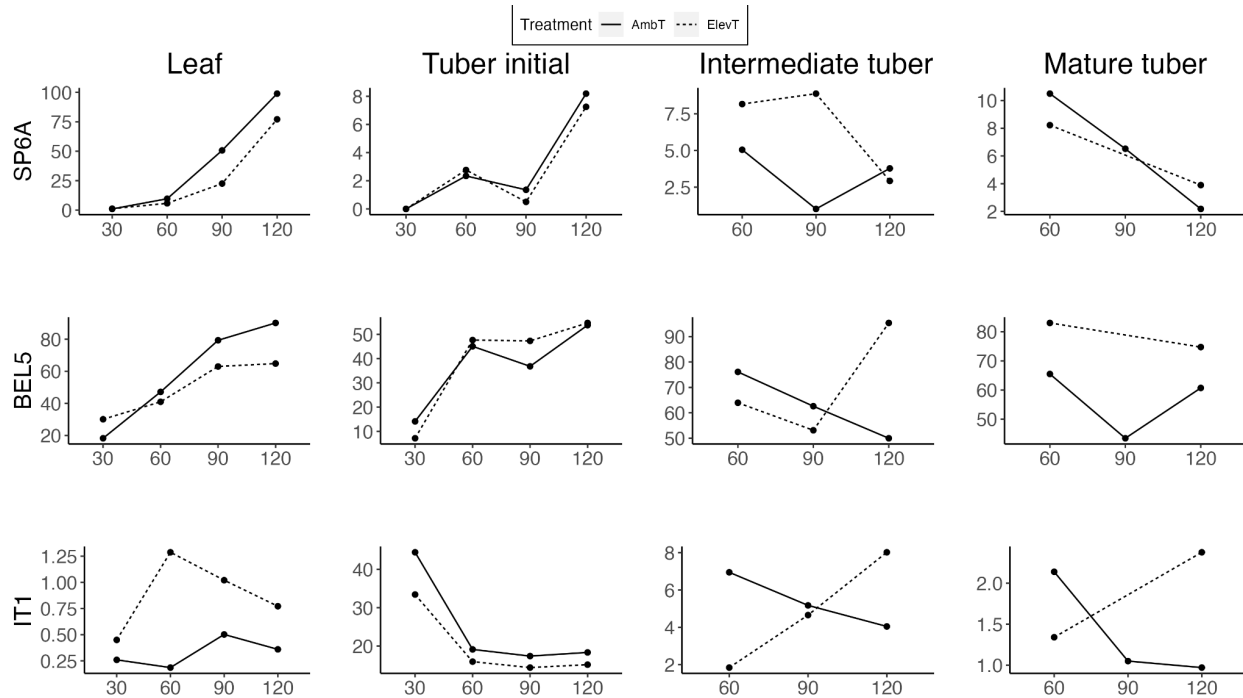 Treatment AmbT ElevT
Leaf Tuber initial Intermediate tuber Mature tuber
SP6A
100 75 50 25 0
30 60 90 120
8 6 4 2 0
30 60 90 120
7.5 5.0 2.5
60 90 120
10 8 6 4 2
60 90 120
BEL5
80 60 40 20
30 60 90 120
50 40 30 20 10
30 60 90 120
90 80 70 60 50
60 90 120
80 70 60 50
60 90 120
IT1
1.25 1.00 0.75 0.50 0.25
30 60 90 120
40 30 20
30 60 90 120
8 6 4 2
60 90 120
2.0 1.5 1.0
60 90 120